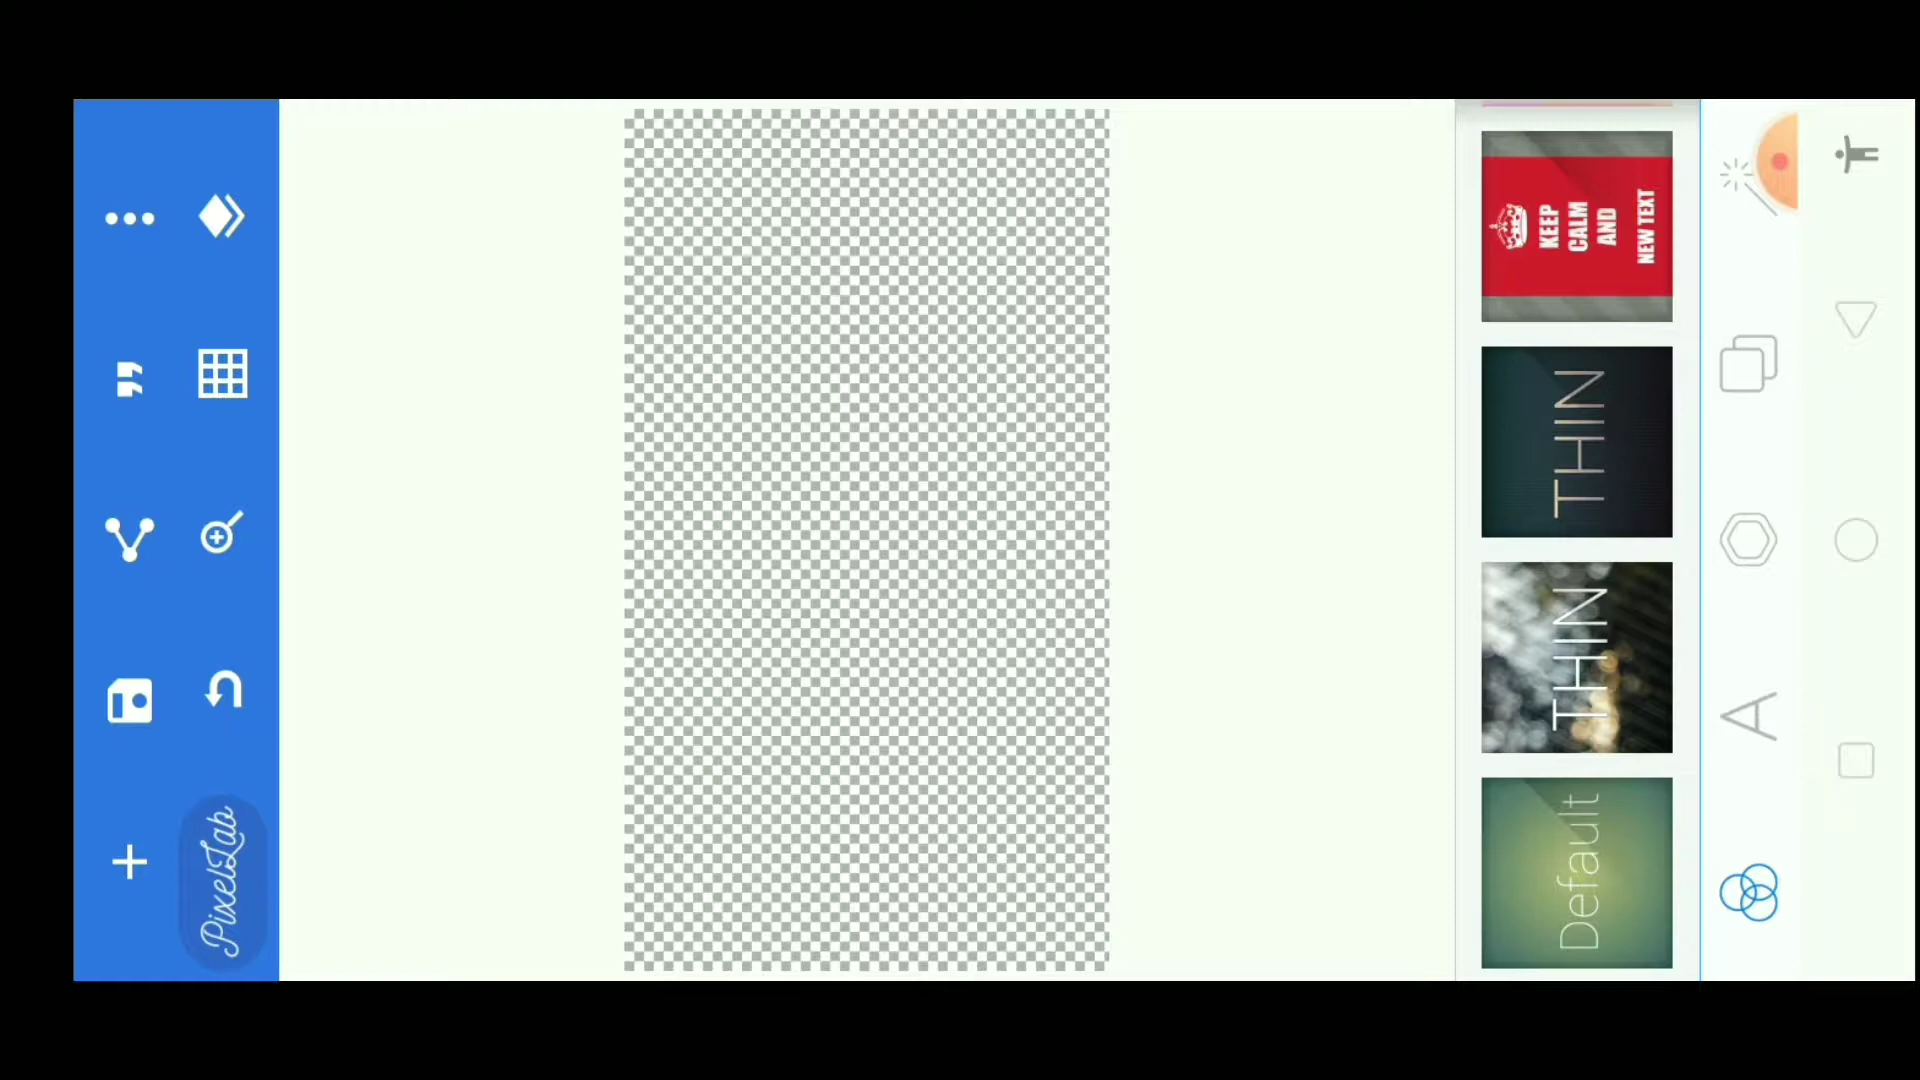 PixelLab
Default
THIN
THIN
KEEP
CALM
AND
NEW TEXT